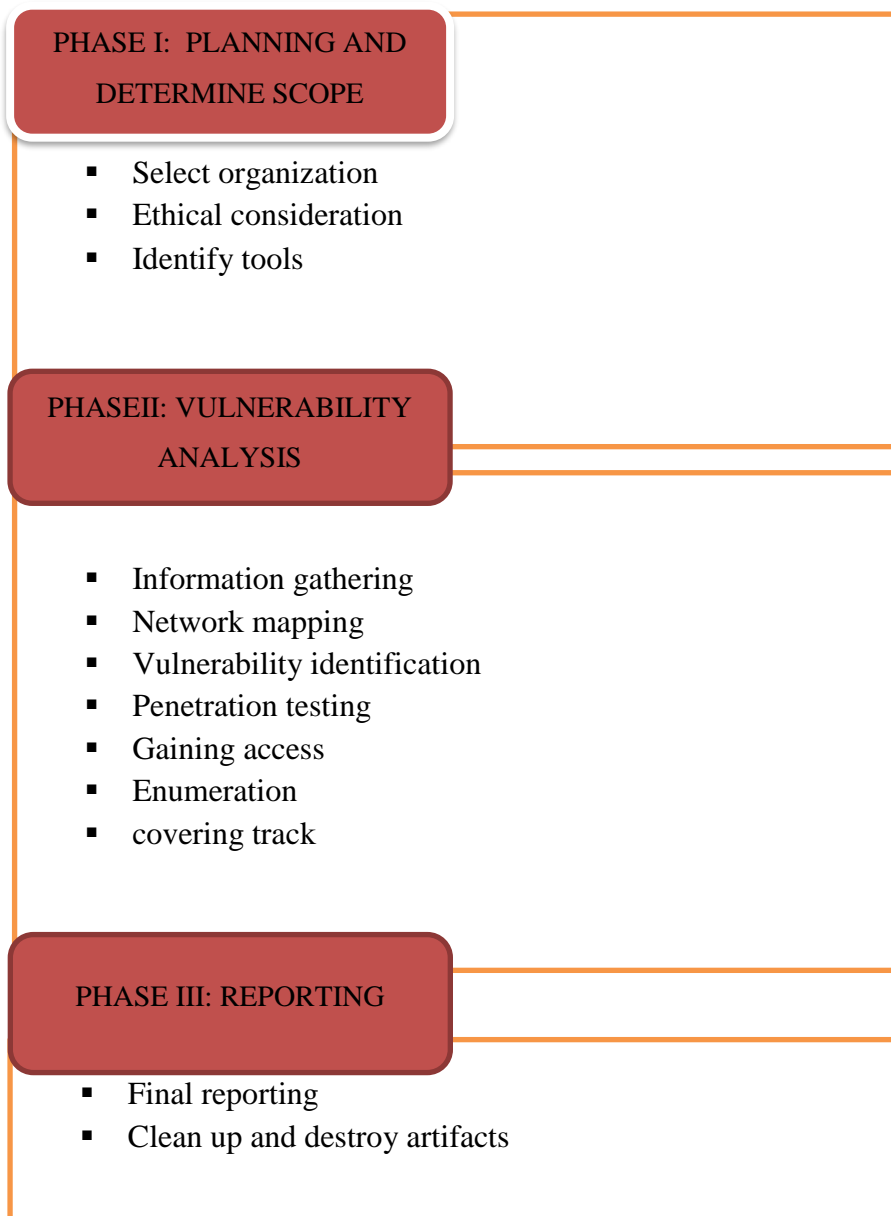 PHASE I: PLANNING AND
DETERMINE SCOPE
▪ Select organization
▪ Ethical consideration
▪ Identify tools
PHASEII: VULNERABILITY
ANALYSIS
▪ Information gathering
▪ Network mapping
▪ Vulnerability identification
▪ Penetration testing
▪ Gaining access
▪ Enumeration
▪ covering track
PHASE III: REPORTING
▪ Final reporting
▪ Clean up and destroy artifacts